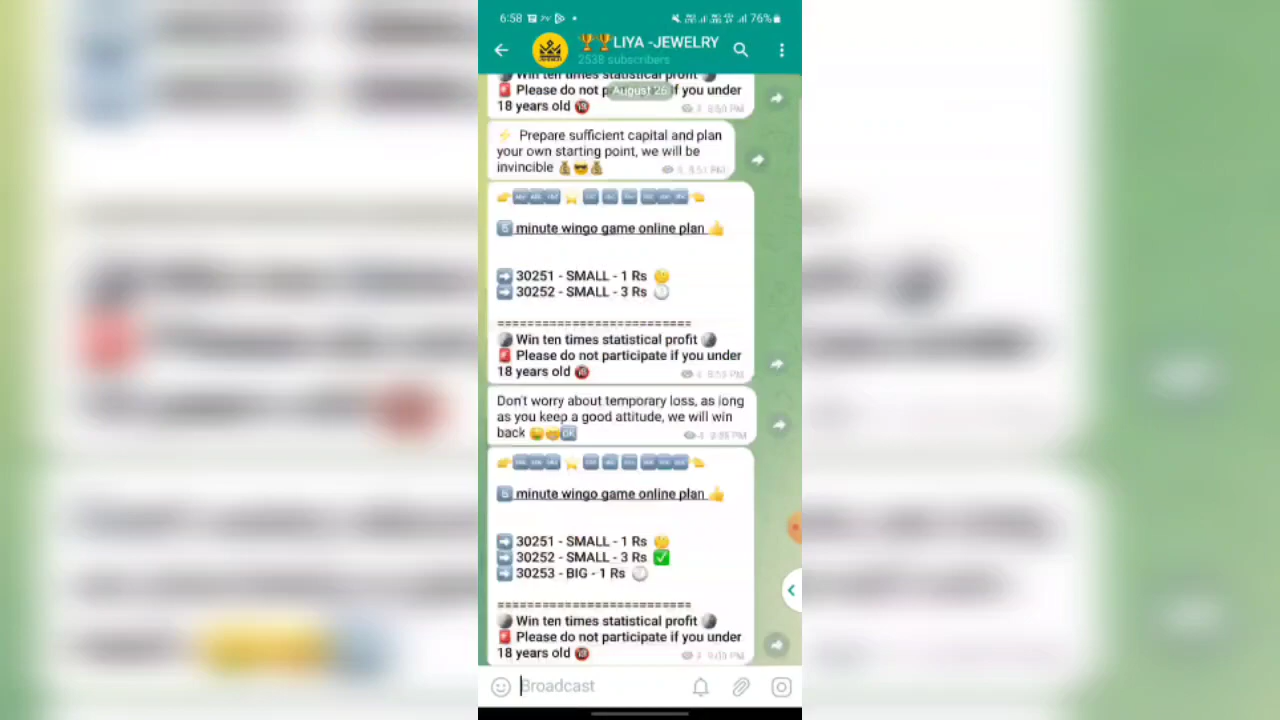 6:58
76%
🏆🏆LIYA -JEWELRY
2538 subscribers
Win ten times statistical profit
🚨 Please do not p if you under
August 26
18 years old 🔞
⚡ Prepare sufficient capital and plan
your own starting point, we will be
invincible 💰😎💰
5️⃣ minute wingo game online plan 👍
➡️ 30251 - SMALL - 1 Rs
➡️ 30252 - SMALL - 3 Rs
==========================
Win ten times statistical profit
🚨 Please do not participate if you under
18 years old 🔞
Don't worry about temporary loss, as long
as you keep a good attitude, we will win
back
5️⃣ minute wingo game online plan 👍
➡️ 30251 - SMALL - 1 Rs
➡️ 30252 - SMALL - 3 Rs ✅
➡️ 30253 - BIG - 1 Rs
==========================
Win ten times statistical profit
🚨 Please do not participate if you under
18 years old 🔞
Broadcast